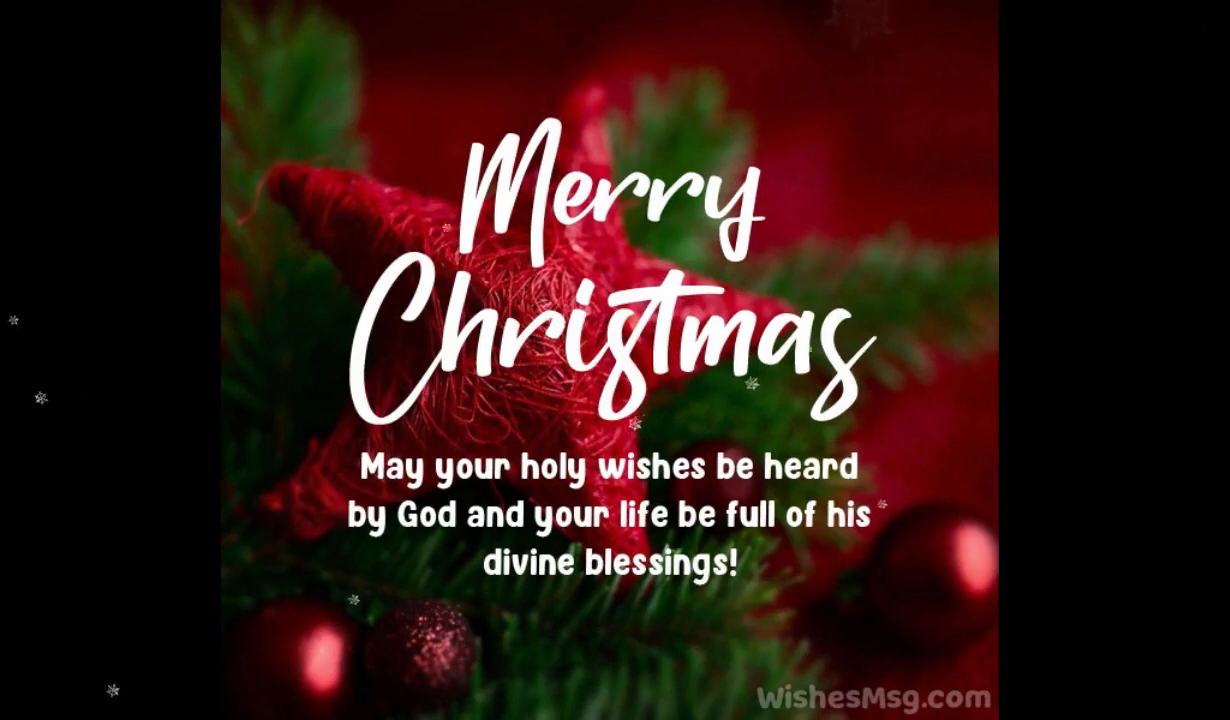 Merry
Christmas
May your holy wishes be heard
by God and your life be full of his
divine blessings!
WishesMsg.com